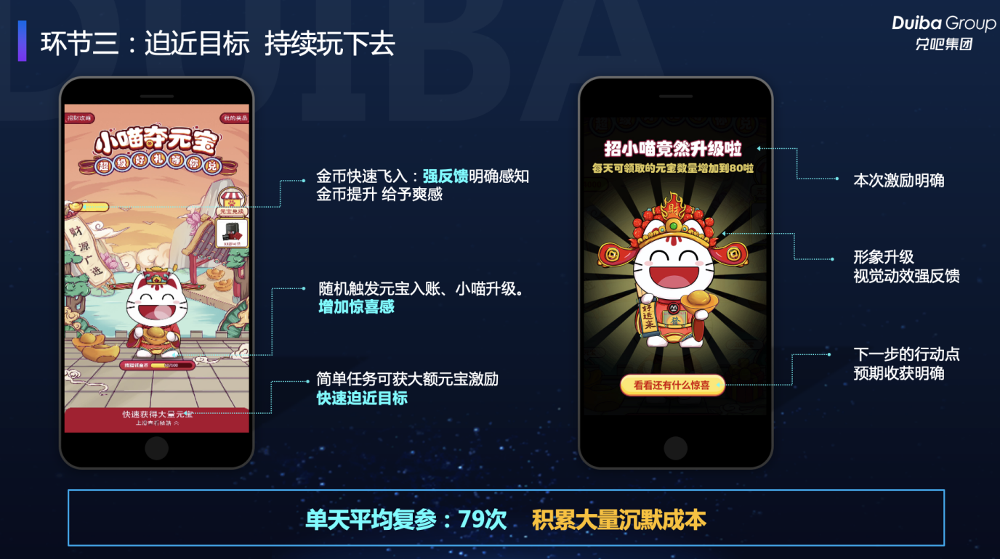 环节三：迫近目标 持续玩下去
Duiba Group
兑吧集团
DUIBA
招财攻略
我的奖品
小喵夺元宝
超级好礼等你兑
元宝兑换
财源广进
快速获得大量元宝
金币快速飞入：强反馈明确感知
金币提升 给予爽感
随机触发元宝入账、小喵升级。
增加惊喜感
简单任务可获大额元宝激励
快速迫近目标
招小喵竟然升级啦
每天可领取的元宝数量增加到80啦
財
好运来
發
看看还有什么惊喜
本次激励明确
形象升级
视觉动效强反馈
下一步的行动点
预期收获明确
单天平均复参：79次 积累大量沉默成本